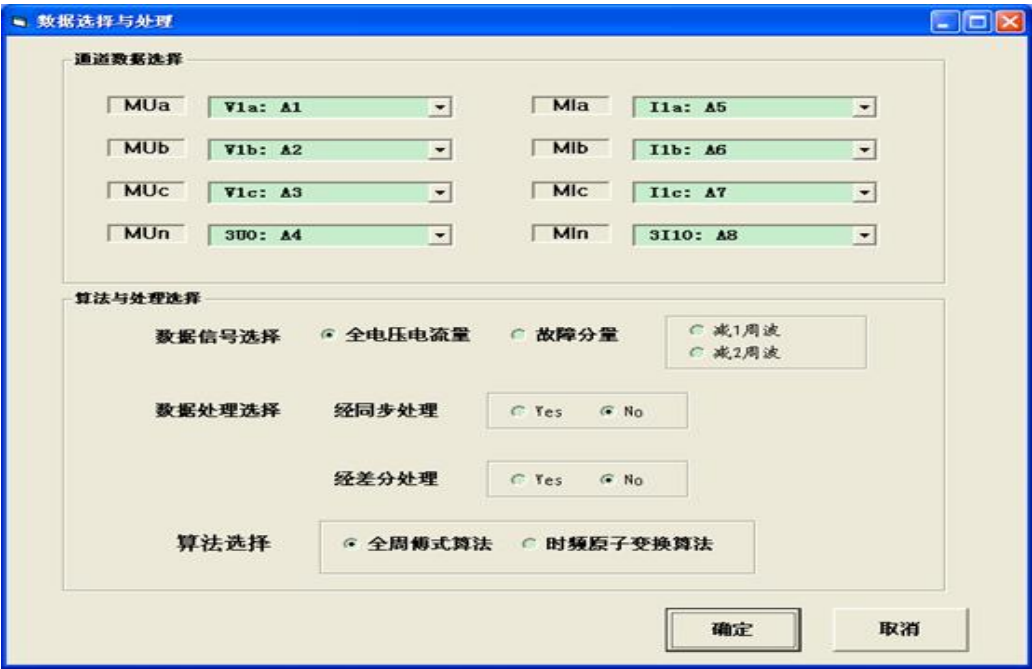 数据选择与处理
通道数据选择
MUa V1a: A1 MIa I1a: A5
MUb V1b: A2 MIb I1b: A6
MUc V1c: A3 MIc I1c: A7
MUn 3U0: A4 MIn 3I10: A8
算法与处理选择
数据信号选择 全电压电流量 故障分量 减1周波
减2周波
数据处理选择 经同步处理 Yes No
经差分处理 Yes No
算法选择 全周傅式算法 时频原子变换算法
确定 取消